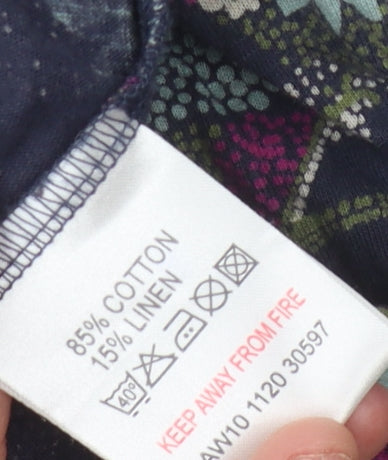 85% COTTON
15% LINEN
40°
KEEP AWAY FROM FIRE
AW10 1120 30597